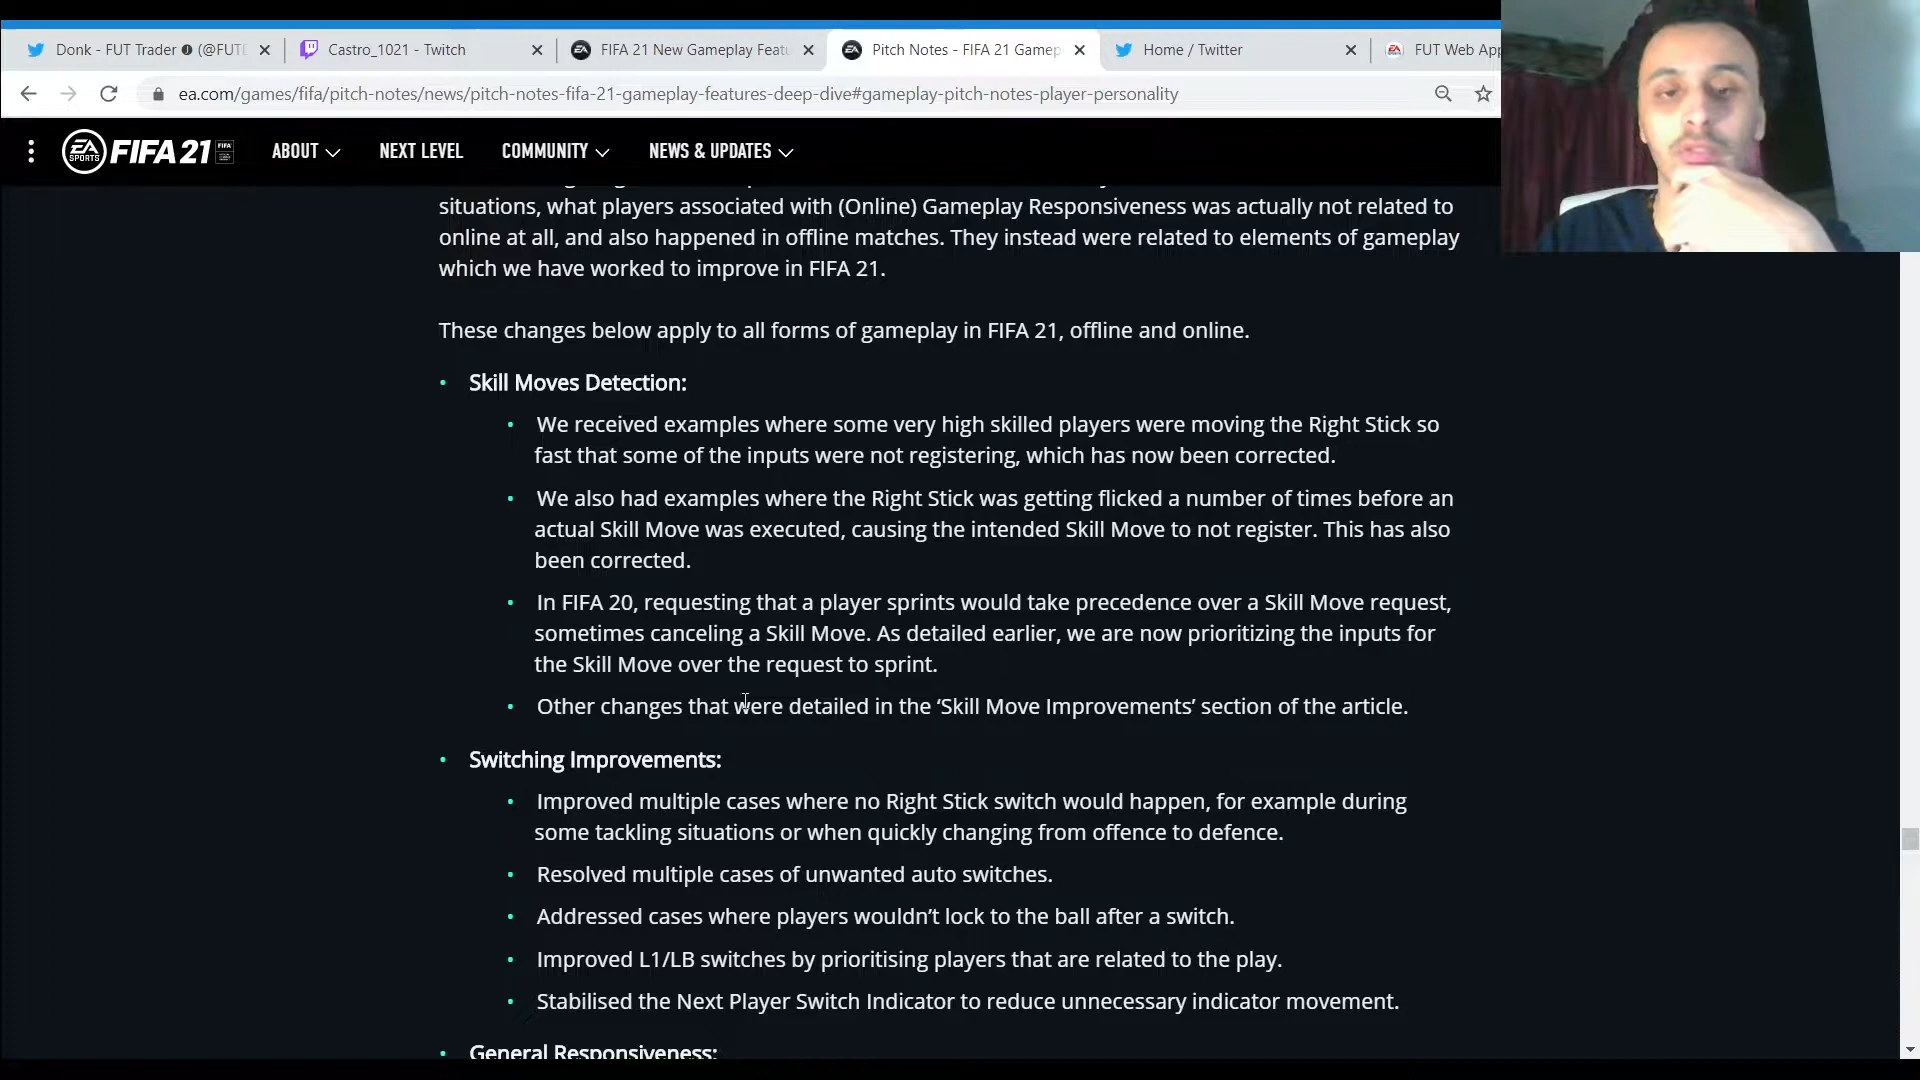 Donk - FUT Trader (@FUTD
Castro_1021 - Twitch
FIFA 21 New Gameplay Featu
Pitch Notes - FIFA 21 Gamep
Home / Twitter
FUT Web App
ea.com/games/fifa/pitch-notes/news/pitch-notes-fifa-21-gameplay-features-deep-dive#gameplay-pitch-notes-player-personality
EA SPORTS FIFA 21 FIFA
ABOUT
NEXT LEVEL
COMMUNITY
NEWS & UPDATES
situations, what players associated with (Online) Gameplay Responsiveness was actually not related to
online at all, and also happened in offline matches. They instead were related to elements of gameplay
which we have worked to improve in FIFA 21.
These changes below apply to all forms of gameplay in FIFA 21, offline and online.
• Skill Moves Detection:
• We received examples where some very high skilled players were moving the Right Stick so
fast that some of the inputs were not registering, which has now been corrected.
• We also had examples where the Right Stick was getting flicked a number of times before an
actual Skill Move was executed, causing the intended Skill Move to not register. This has also
been corrected.
• In FIFA 20, requesting that a player sprints would take precedence over a Skill Move request,
sometimes canceling a Skill Move. As detailed earlier, we are now prioritizing the inputs for
the Skill Move over the request to sprint.
• Other changes that were detailed in the ‘Skill Move Improvements’ section of the article.
• Switching Improvements:
• Improved multiple cases where no Right Stick switch would happen, for example during
some tackling situations or when quickly changing from offence to defence.
• Resolved multiple cases of unwanted auto switches.
• Addressed cases where players wouldn’t lock to the ball after a switch.
• Improved L1/LB switches by prioritising players that are related to the play.
• Stabilised the Next Player Switch Indicator to reduce unnecessary indicator movement.
• General Responsiveness: